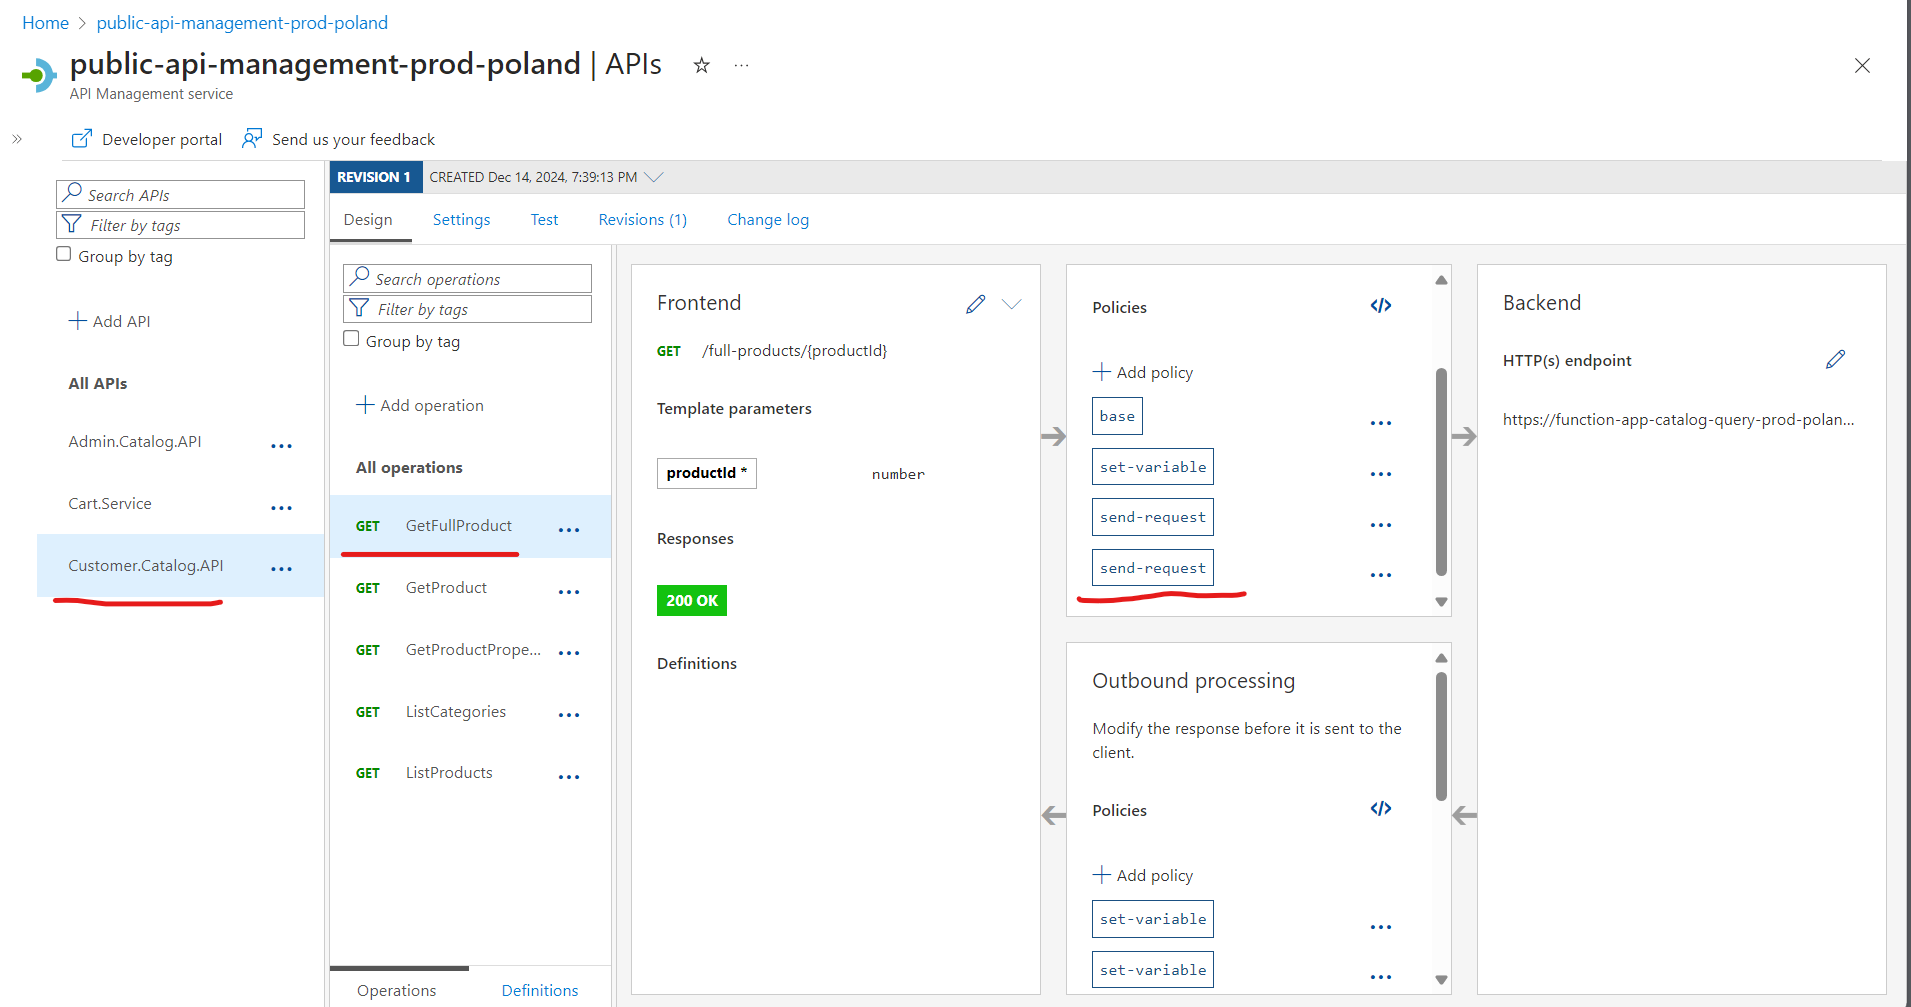 Home > public-api-management-prod-poland
public-api-management-prod-poland | APIs
API Management service
Developer portal
Send us your feedback
Search APIs
Filter by tags
Group by tag
Add API
All APIs
Admin.Catalog.API
Cart.Service
Customer.Catalog.API
REVISION 1
CREATED Dec 14, 2024, 7:39:13 PM
Design
Settings
Test
Revisions (1)
Change log
Search operations
Filter by tags
Group by tag
Add operation
All operations
GET GetFullProduct
GET GetProduct
GET GetProductPrope...
GET ListCategories
GET ListProducts
Operations
Definitions
Frontend
GET /full-products/{productId}
Template parameters
productId * number
Responses
200 OK
Definitions
Policies
</>
Add policy
base
set-variable
send-request
send-request
Outbound processing
Modify the response before it is sent to the
client.
Policies
</>
Add policy
set-variable
set-variable
Backend
HTTP(s) endpoint
https://function-app-catalog-query-prod-polan...